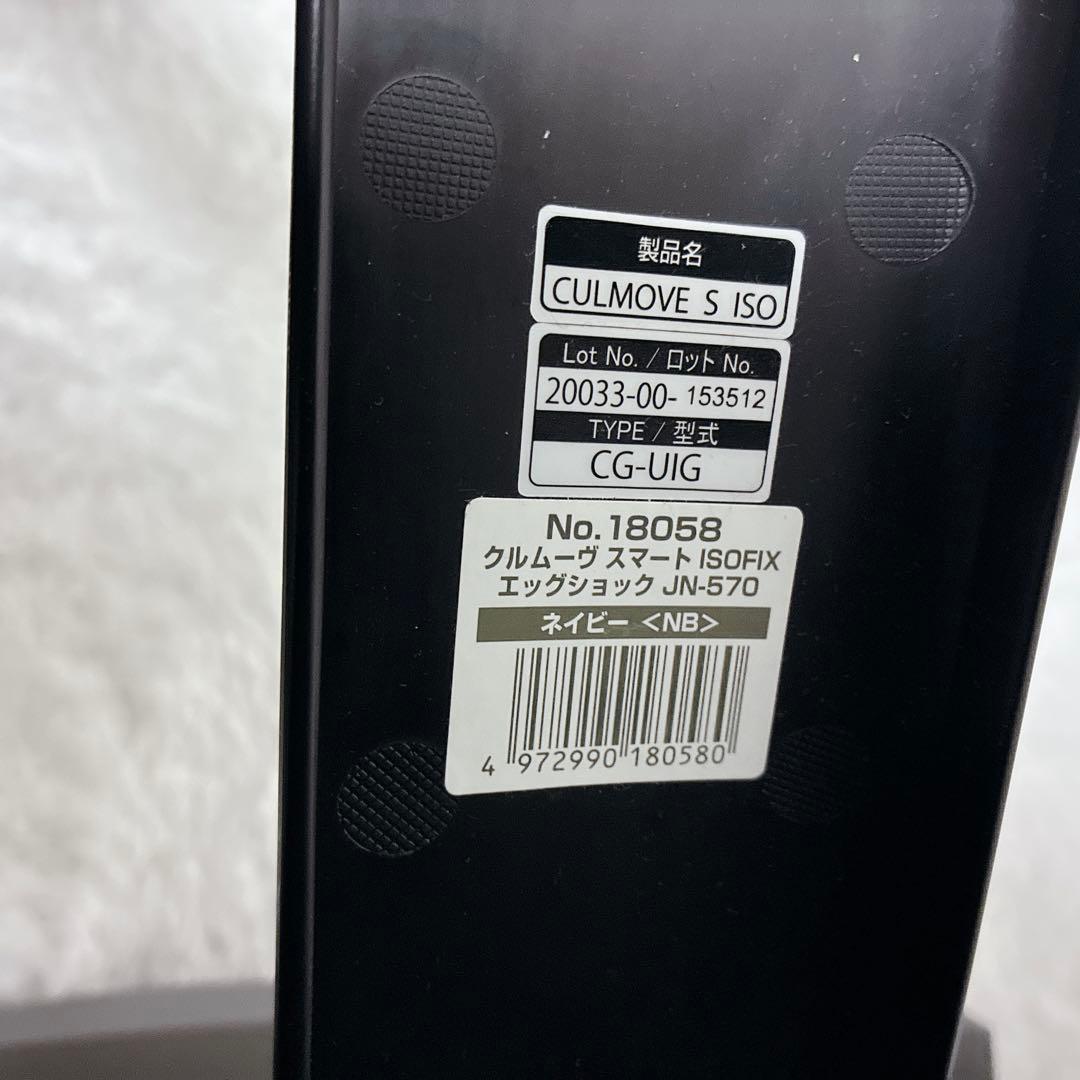 製品名
CULMOVE S ISO
Lot No. / ロット No.
20033-00- 153512
TYPE / 型式
CG-UIG
No.18058
クルムーヴ スマート ISOFIX
エッグショック JN-570
ネイビー <NB>
4 972990 180580